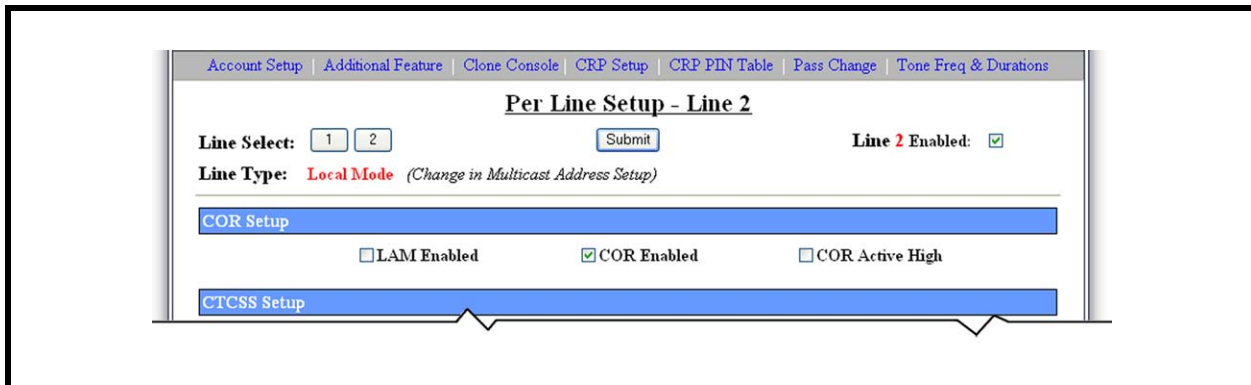 Account Setup | Additional Feature | Clone Console | CRP Setup | CRP PIN Table | Pass Change | Tone Freq & Durations
Per Line Setup - Line 2
Line Select: 1 2 Submit Line 2 Enabled:
Line Type: Local Mode (Change in Multicast Address Setup)
COR Setup
LAM Enabled COR Enabled COR Active High
CTCSS Setup